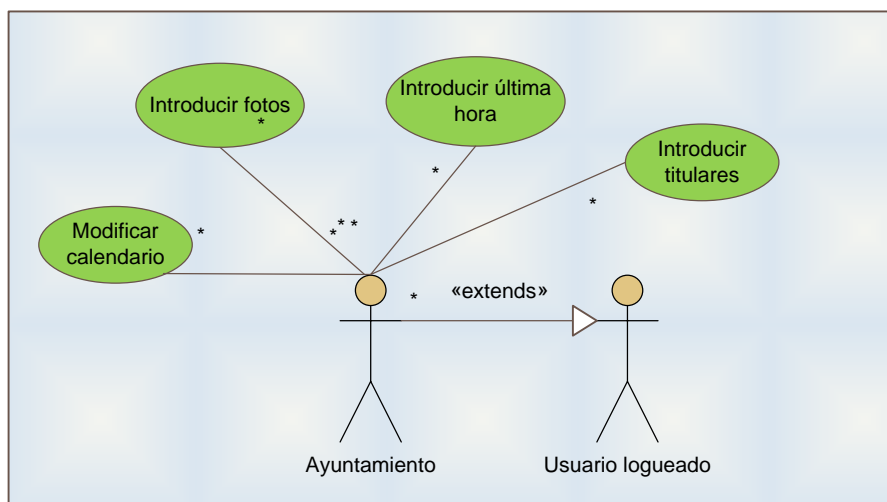 Introducir fotos
*
Introducir última
hora
Introducir
titulares
*
*
* *
*
Modificar
calendario
*
*
«extends»
Ayuntamiento
Usuario logueado